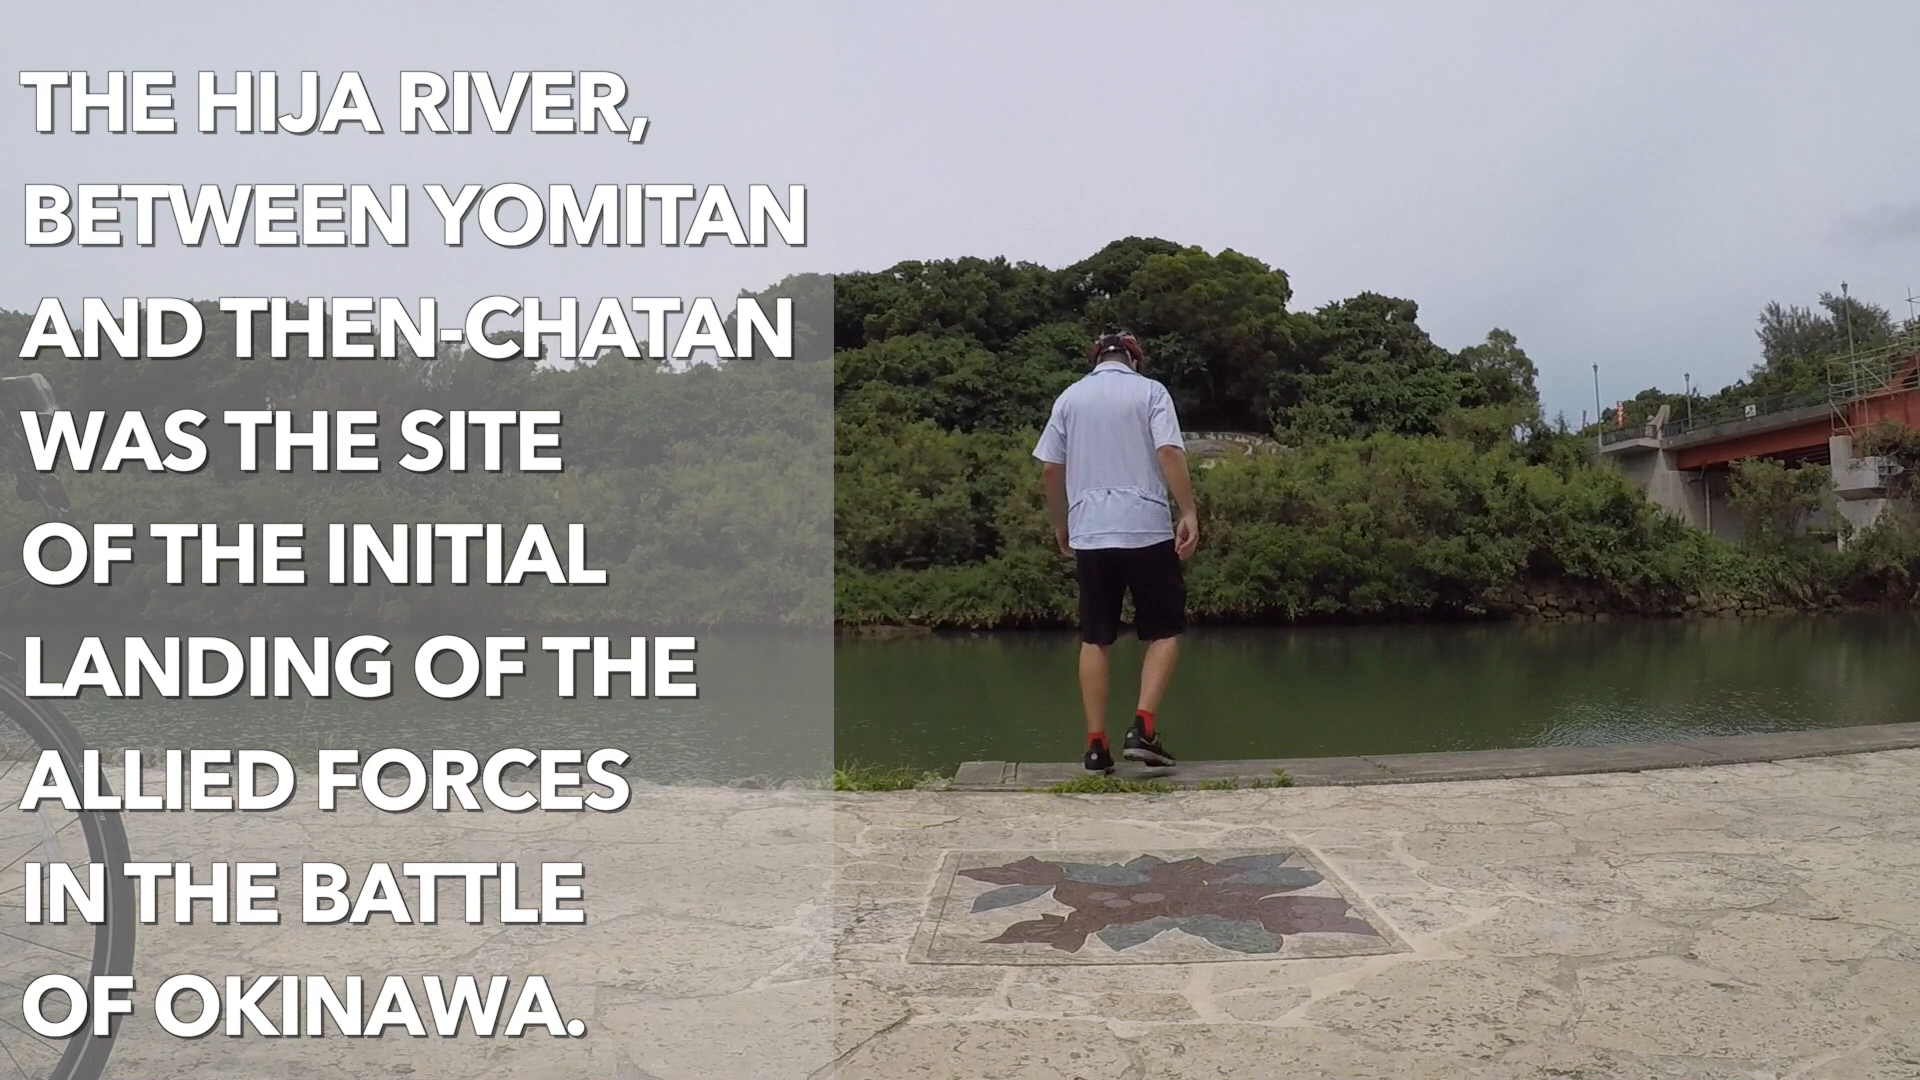 THE HIJA RIVER,
BETWEEN YOMITAN
AND THEN-CHATAN
WAS THE SITE
OF THE INITIAL
LANDING OF THE
ALLIED FORCES
IN THE BATTLE
OF OKINAWA.